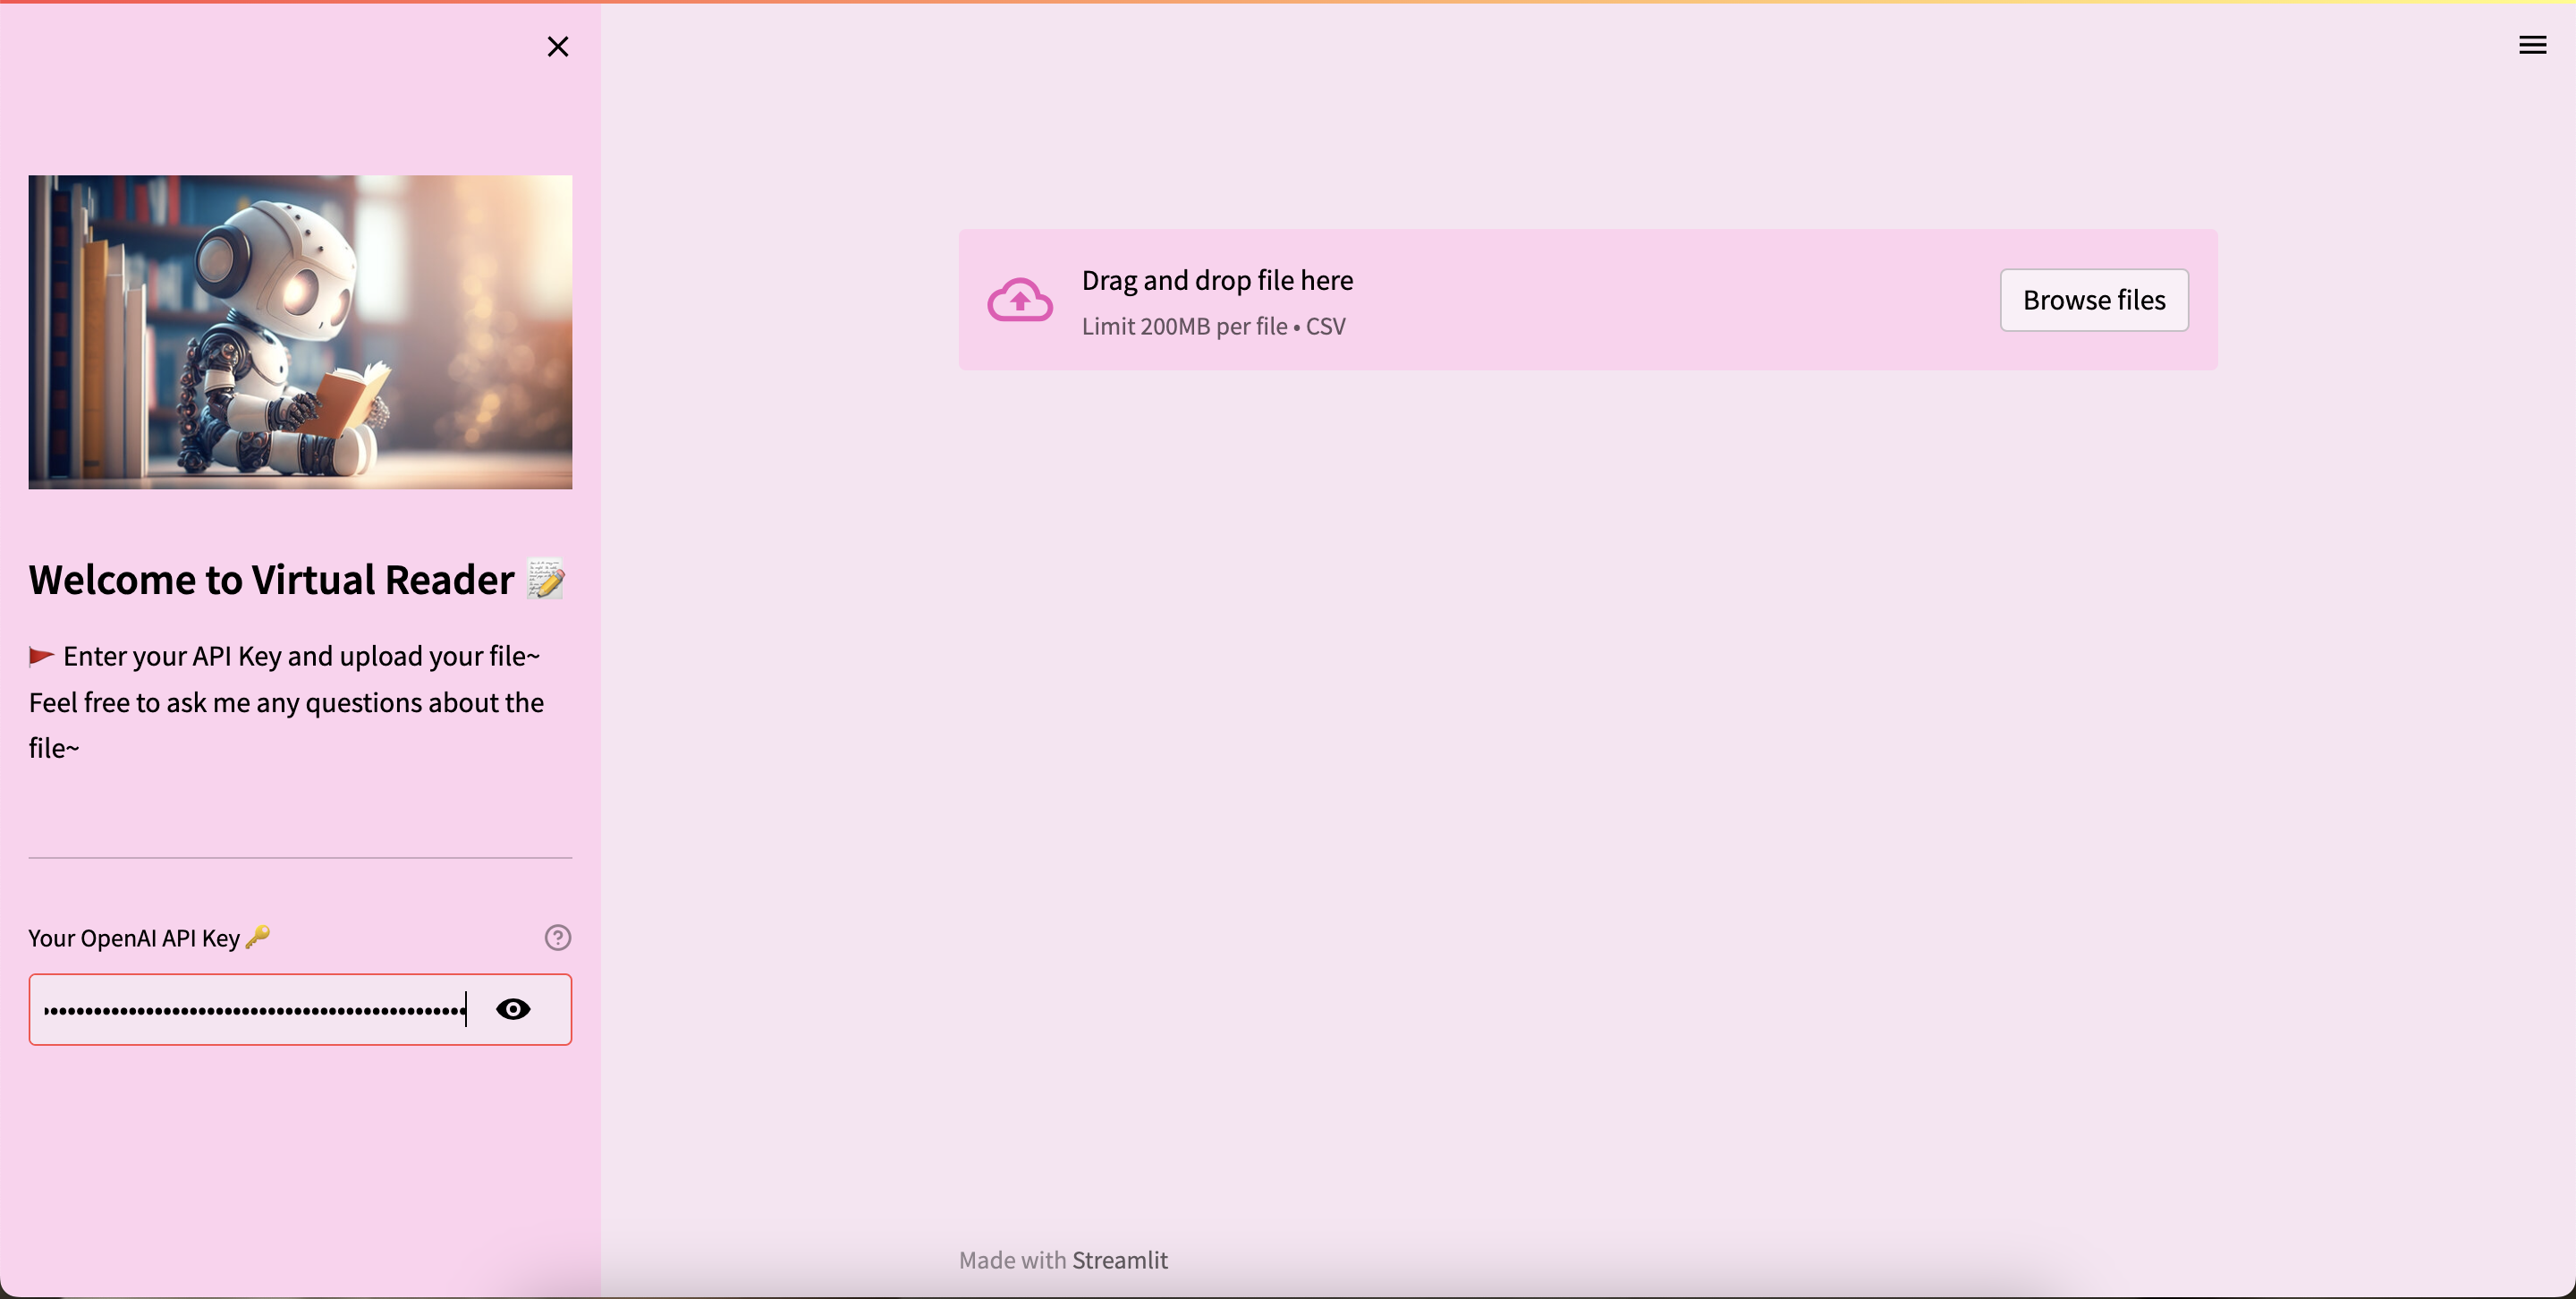 Welcome to Virtual Reader 📝
🚩 Enter your API Key and upload your file~
Feel free to ask me any questions about the
file~
Your OpenAI API Key 🔑
Drag and drop file here
Limit 200MB per file • CSV
Browse files
Made with Streamlit